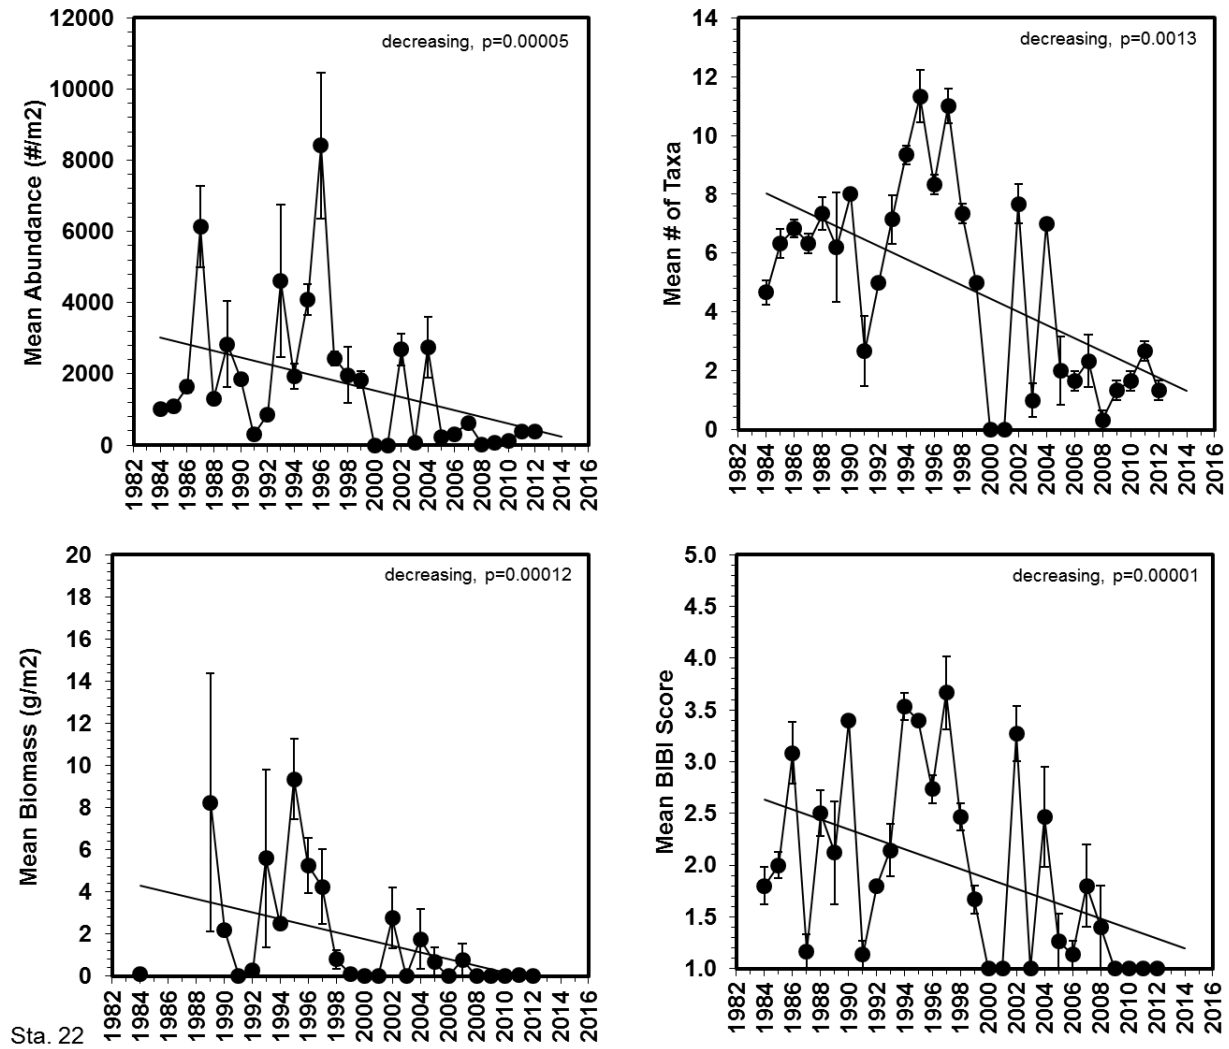 Mean Abundance (#/m2)
12000
10000
8000
6000
4000
2000
0
decreasing, p=0.00005
1982 1984 1986 1988 1990 1992 1994 1996 1998 2000 2002 2004 2006 2008 2010 2012 2014 2016
Mean # of Taxa
14
12
10
8
6
4
2
0
decreasing, p=0.0013
1982 1984 1986 1988 1990 1992 1994 1996 1998 2000 2002 2004 2006 2008 2010 2012 2014 2016
Mean Biomass (g/m2)
20
18
16
14
12
10
8
6
4
2
0
decreasing, p=0.00012
1982 1984 1986 1988 1990 1992 1994 1996 1998 2000 2002 2004 2006 2008 2010 2012 2014 2016
Mean BIBI Score
5.0
4.5
4.0
3.5
3.0
2.5
2.0
1.5
1.0
decreasing, p=0.00001
1982 1984 1986 1988 1990 1992 1994 1996 1998 2000 2002 2004 2006 2008 2010 2012 2014 2016
Sta. 22